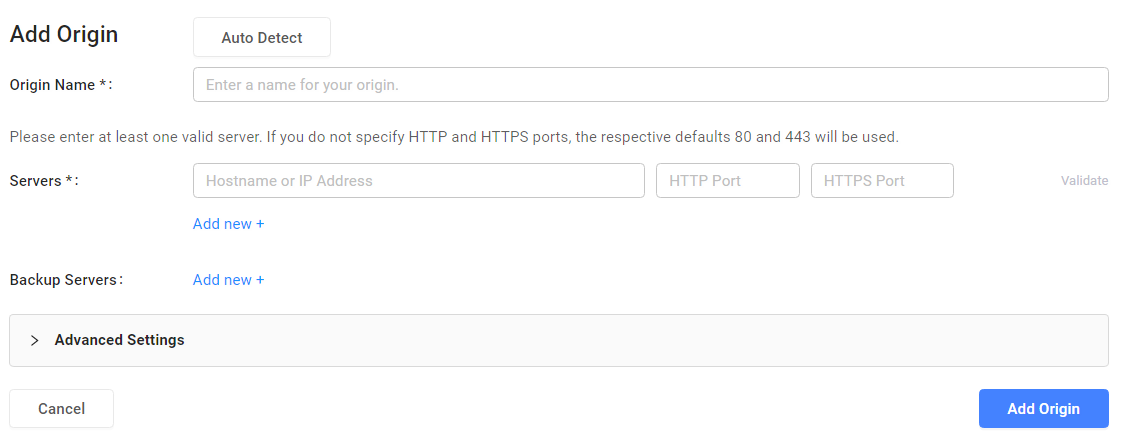 Add Origin
Auto Detect
Origin Name * :
Enter a name for your origin.
Please enter at least one valid server. If you do not specify HTTP and HTTPS ports, the respective defaults 80 and 443 will be used.
Servers * :
Hostname or IP Address
HTTP Port
HTTPS Port
Validate
Add new +
Backup Servers :
Add new +
Advanced Settings
Cancel
Add Origin